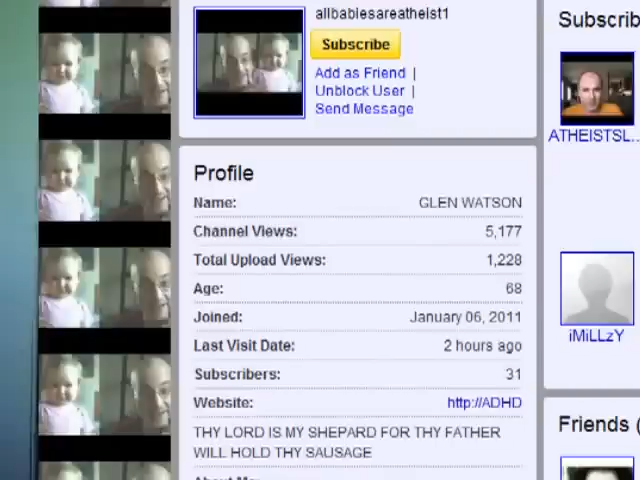 allbabiesareatheist1
Subscribe
Add as Friend |
Unblock User |
Send Message
Profile
Name: GLEN WATSON
Channel Views: 5,177
Total Upload Views: 1,228
Age: 68
Joined: January 06, 2011
Last Visit Date: 2 hours ago
Subscribers: 31
Website: http://ADHD
THY LORD IS MY SHEPARD FOR THY FATHER
WILL HOLD THY SAUSAGE
Subscrib
ATHEISTSL...
iMiLLzY
Friends (